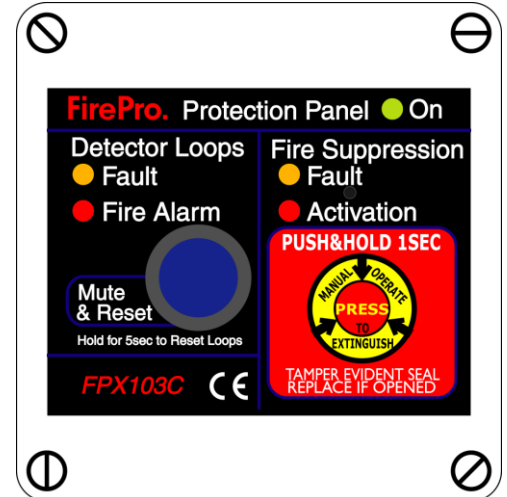 FirePro. Protection Panel On
Detector Loops
Fault
Fire Alarm
Mute
& Reset
Hold for 5sec to Reset Loops
FPX103C CE
Fire Suppression
Fault
Activation
PUSH&HOLD 1SEC
MANUAL OPERATE
PRESS
TO
EXTINGUISH
TAMPER EVIDENT SEAL
REPLACE IF OPENED